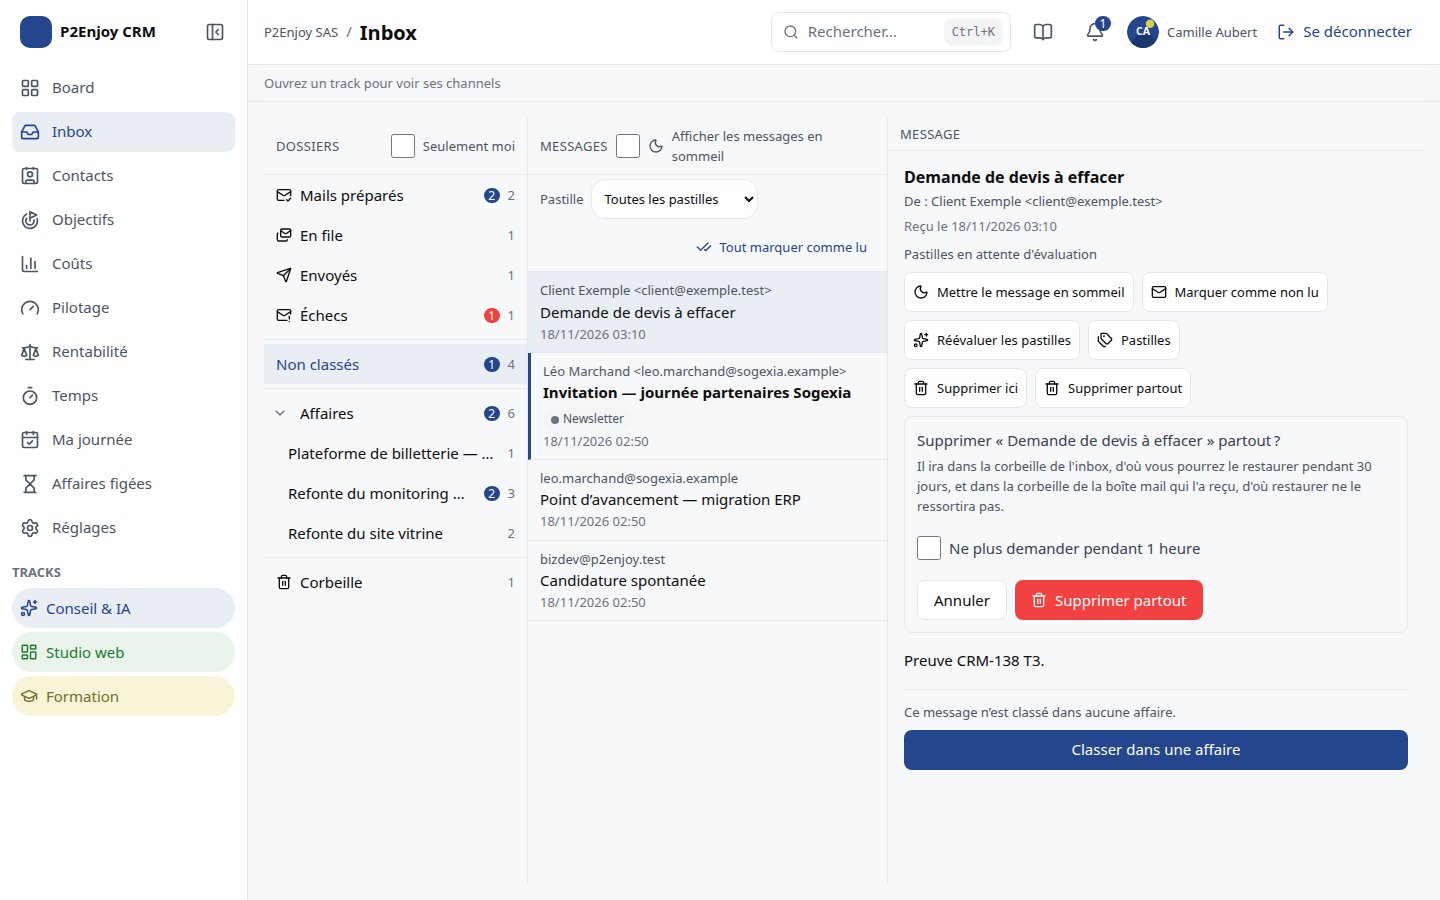 P2Enjoy CRM
Board
Inbox
Contacts
Objectifs
Coûts
Pilotage
Rentabilité
Temps
Ma journée
Affaires figées
Réglages
TRACKS
Conseil & IA
Studio web
Formation
P2Enjoy SAS / Inbox
Rechercher... Ctrl+K
1
CA Camille Aubert
Se déconnecter
Ouvrez un track pour voir ses channels
DOSSIERS Seulement moi
Mails préparés 2 2
En file 1
Envoyés 1
Échecs 1 1
Non classés 1 4
Affaires 2 6
Plateforme de billetterie — ... 1
Refonte du monitoring ... 2 3
Refonte du site vitrine 2
Corbeille 1
MESSAGES Afficher les messages en
sommeil
Pastille Toutes les pastilles
Tout marquer comme lu
Client Exemple <client@exemple.test>
Demande de devis à effacer
18/11/2026 03:10
Léo Marchand <leo.marchand@sogexia.example>
Invitation — journée partenaires Sogexia
Newsletter
18/11/2026 02:50
leo.marchand@sogexia.example
Point d’avancement — migration ERP
18/11/2026 02:50
bizdev@p2enjoy.test
Candidature spontanée
18/11/2026 02:50
MESSAGE
Demande de devis à effacer
De : Client Exemple <client@exemple.test>
Reçu le 18/11/2026 03:10
Pastilles en attente d'évaluation
Mettre le message en sommeil Marquer comme non lu
Réévaluer les pastilles Pastilles
Supprimer ici Supprimer partout
Supprimer « Demande de devis à effacer » partout ?
Il ira dans la corbeille de l'inbox, d'où vous pourrez le restaurer pendant 30
jours, et dans la corbeille de la boîte mail qui l'a reçu, d'où restaurer ne le
ressortira pas.
Ne plus demander pendant 1 heure
Annuler Supprimer partout
Preuve CRM-138 T3.
Ce message n’est classé dans aucune affaire.
Classer dans une affaire